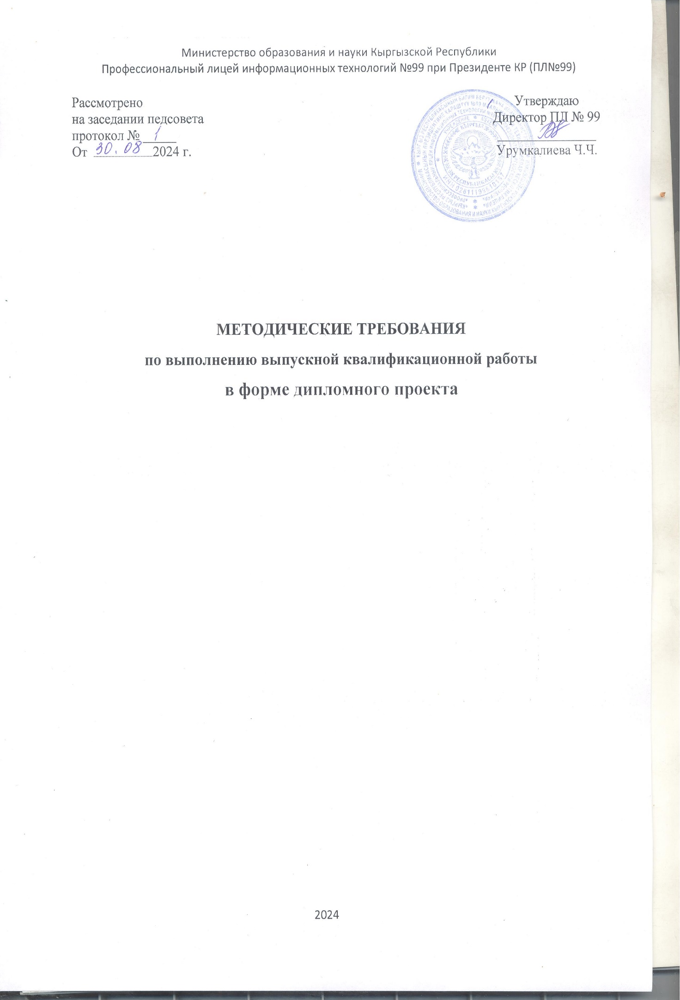 Министерство образования и науки Кыргызской Республики
Профессиональный лицей информационных технологий №99 при Президенте КР (ПЛ№99)
Рассмотрено
на заседании педсовета
протокол № 1
От 30.08 2024 г.
Утверждаю
Директор ПЛ № 99
Урумкалиева Ч.Ч.
МЕТОДИЧЕСКИЕ ТРЕБОВАНИЯ
по выполнению выпускной квалификационной работы
в форме дипломного проекта
2024